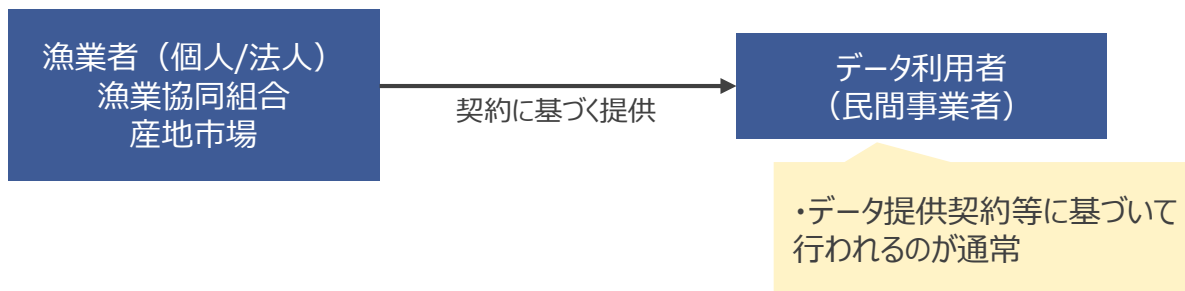 漁業者（個人/法人）
漁業協同組合
産地市場
契約に基づく提供
データ利用者
（民間事業者）
・データ提供契約等に基づいて
行われるのが通常